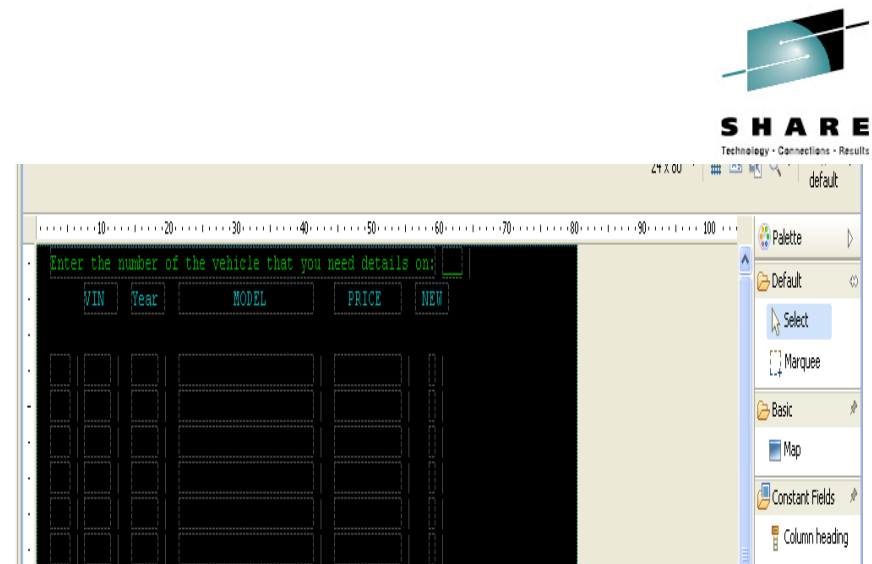 SHARE
Technology · Connections · Results
24 x 80
default
10 20 30 40 50 60 70 80 90 100
Palette
Enter the number of the vehicle that you need details on:
Default
VIN Year MODEL PRICE NEW
Select
Marquee
Basic
Map
Constant Fields
Column heading